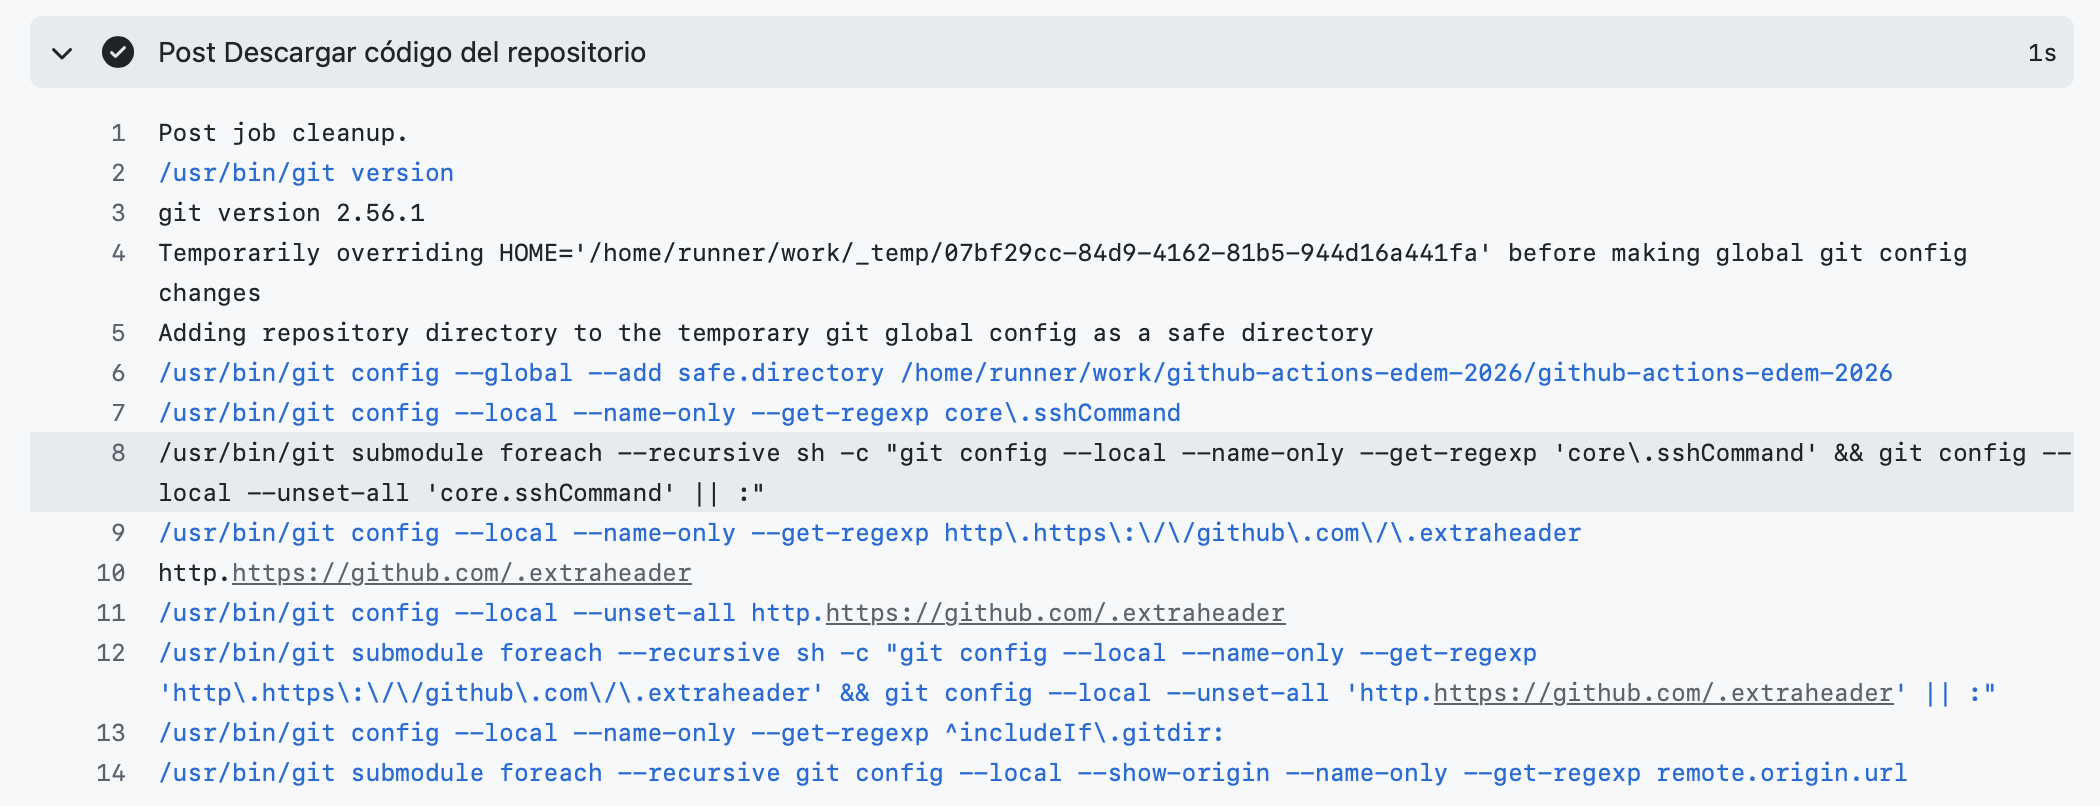 Post Descargar código del repositorio 1s
1 Post job cleanup.
2 /usr/bin/git version
3 git version 2.56.1
4 Temporarily overriding HOME='/home/runner/work/_temp/07bf29cc-84d9-4162-81b5-944d16a441fa' before making global git config
changes
5 Adding repository directory to the temporary git global config as a safe directory
6 /usr/bin/git config --global --add safe.directory /home/runner/work/github-actions-edem-2026/github-actions-edem-2026
7 /usr/bin/git config --local --name-only --get-regexp core\.sshCommand
8 /usr/bin/git submodule foreach --recursive sh -c "git config --local --name-only --get-regexp 'core\.sshCommand' && git config --
local --unset-all 'core.sshCommand' || :"
9 /usr/bin/git config --local --name-only --get-regexp http\.https\:\/\/github\.com\/\.extraheader
10 http.https://github.com/.extraheader
11 /usr/bin/git config --local --unset-all http.https://github.com/.extraheader
12 /usr/bin/git submodule foreach --recursive sh -c "git config --local --name-only --get-regexp
'http\.https\:\/\/github\.com\/\.extraheader' && git config --local --unset-all 'http.https://github.com/.extraheader' || :"
13 /usr/bin/git config --local --name-only --get-regexp ^includeIf\.gitdir:
14 /usr/bin/git submodule foreach --recursive git config --local --show-origin --name-only --get-regexp remote.origin.url